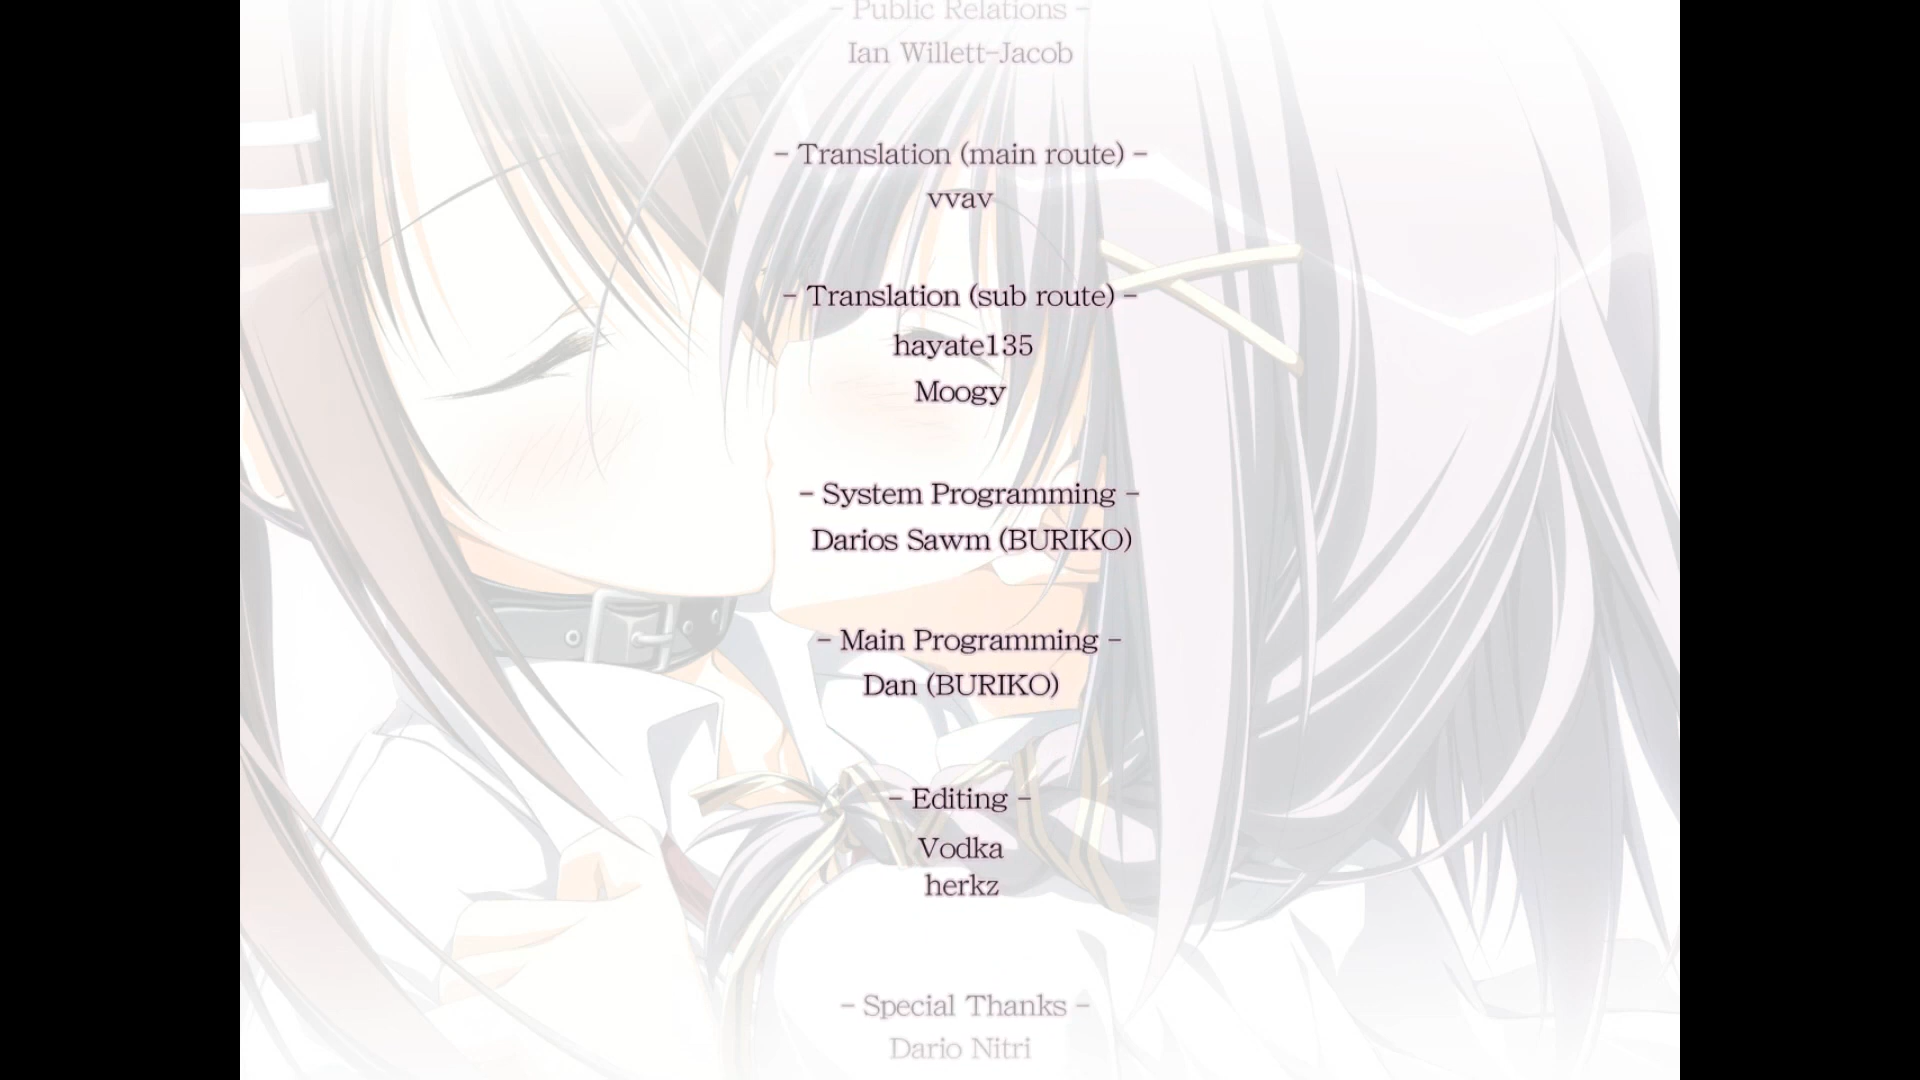 - Public Relations -
Ian Willett-Jacob
- Translation (main route) -
vvav
- Translation (sub route) -
hayate135
Moogy
- System Programming -
Darios Sawm (BURIKO)
- Main Programming -
Dan (BURIKO)
- Editing -
Vodka
herkz
- Special Thanks -
Dario Nitri